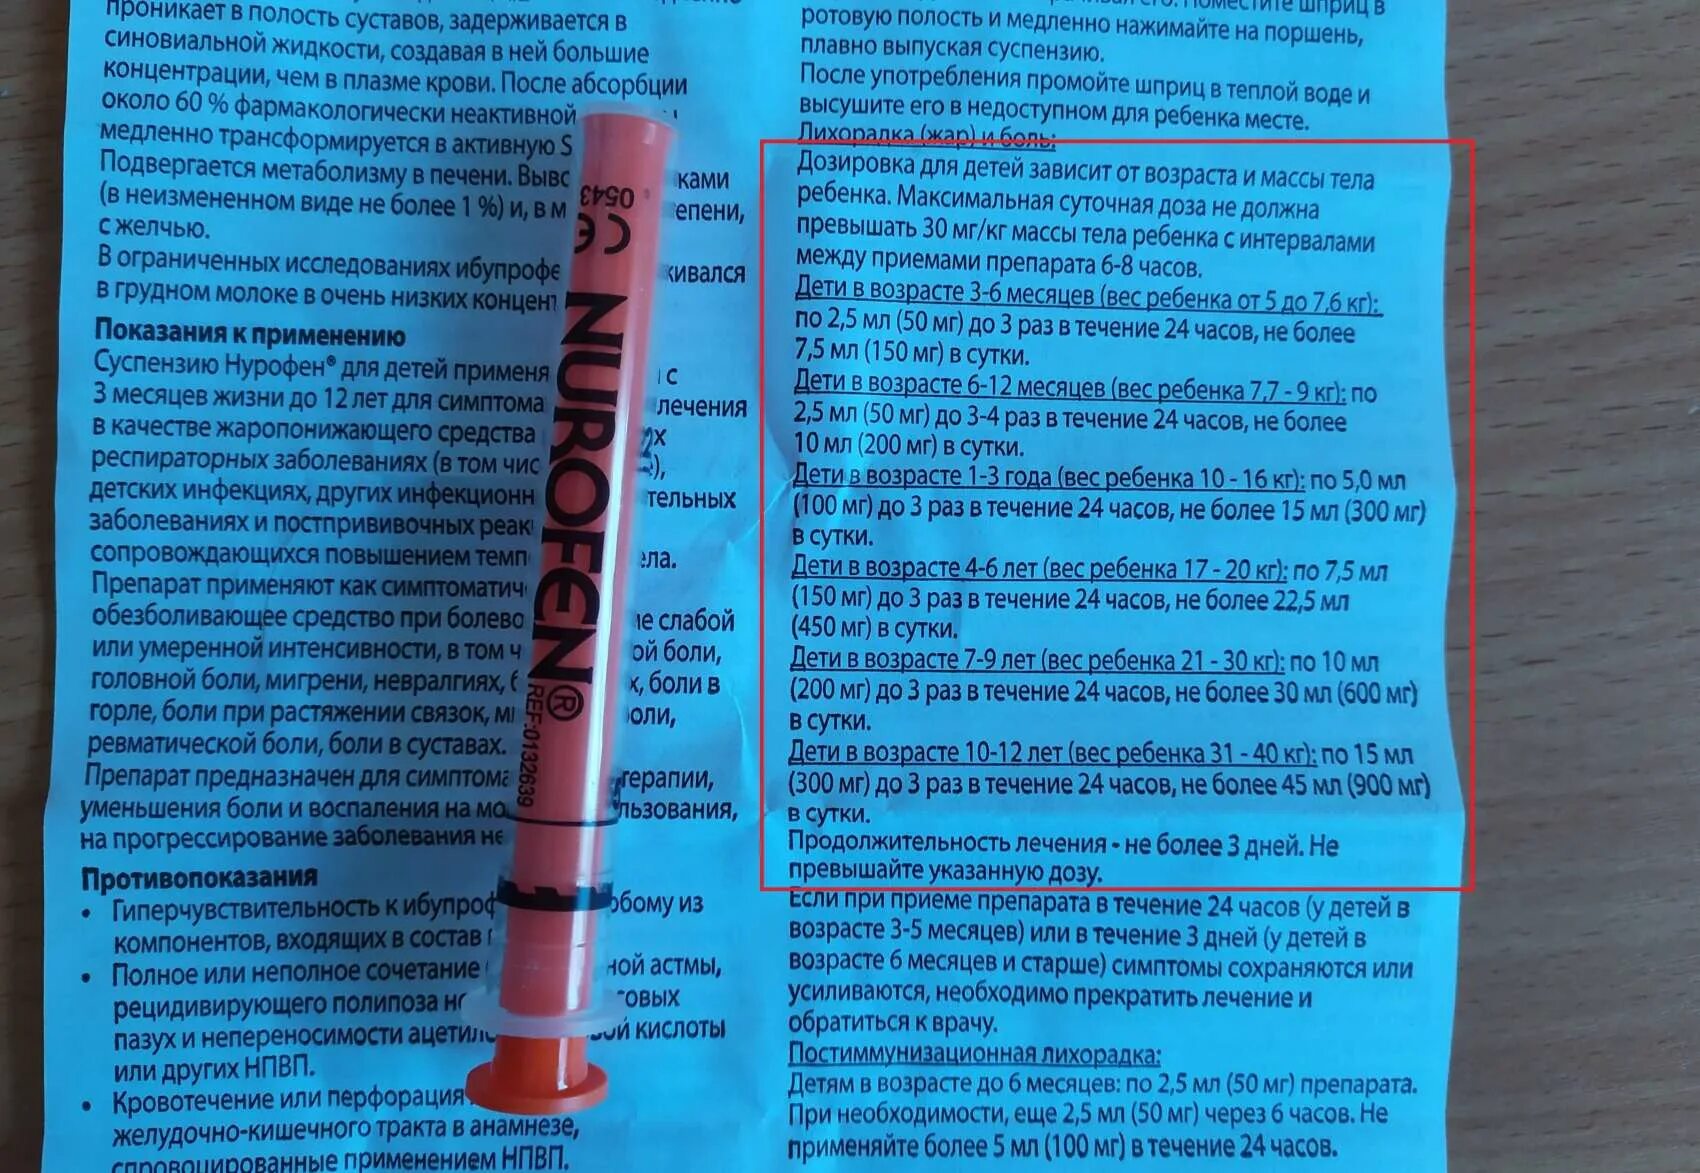 проникает в полость суставов, задерживается в
синовиальной жидкости, создавая в ней большие
концентрации, чем в плазме крови. После абсорбции
около 60 % фармакологически неактивной
медленно трансформируется в активную S
Подвергается метаболизму в печени.
(в неизмененном виде не более 1 %) и, в
с желчью.
В ограниченных исследованиях
в грудном молоке в очень низких
Показания к применению
Суспензию Нурофен® для детей с
3 месяцев жизни до 12 лет для лечения
в качестве жаропонижающего средства
респираторных заболеваниях (в том
детских инфекциях, других
заболеваниях и постпрививочных
сопровождающихся повышением
Препарат применяют как
обезболивающее средство при слабой
или умеренной интенсивности, в том боли,
головной боли, мигрени, невралгиях, боли в
горле, боли при растяжении связок,
ревматической боли, боли в суставах.
Препарат предназначен для терапии,
уменьшения боли и воспаления на
на прогрессирование заболевания не
Противопоказания
• Гиперчувствительность к из
компонентов, входящих в состав
• Полное или неполное сочетание астмы,
рецидивирующего полипоза
пазух и непереносимости кислоты
или других НПВП.
• Кровотечение или перфорация
желудочно-кишечного тракта в анамнезе,
спровоцированные применением НПВП.
CE
0543
NUROFEN®
REF:0132639
ротовую полость и медленно нажимайте на поршень,
плавно выпуская суспензию.
После употребления промойте шприц в теплой воде и
высушите его в недоступном для ребенка месте.
Лихорадка (жар) и боль:
Дозировка для детей зависит от возраста и массы тела
ребенка. Максимальная суточная доза не должна
превышать 30 мг/кг массы тела ребенка с интервалами
между приемами препарата 6-8 часов.
Дети в возрасте 3-6 месяцев (вес ребенка от 5 до 7,6 кг):
по 2,5 мл (50 мг) до 3 раз в течение 24 часов, не более
7,5 мл (150 мг) в сутки.
Дети в возрасте 6-12 месяцев (вес ребенка 7,7 - 9 кг): по
2,5 мл (50 мг) до 3-4 раз в течение 24 часов, не более
10 мл (200 мг) в сутки.
Дети в возрасте 1-3 года (вес ребенка 10 - 16 кг): по 5,0 мл
(100 мг) до 3 раз в течение 24 часов, не более 15 мл (300 мг)
в сутки.
Дети в возрасте 4-6 лет (вес ребенка 17 - 20 кг): по 7,5 мл
(150 мг) до 3 раз в течение 24 часов, не более 22,5 мл
(450 мг) в сутки.
Дети в возрасте 7-9 лет (вес ребенка 21 - 30 кг): по 10 мл
(200 мг) до 3 раз в течение 24 часов, не более 30 мл (600 мг)
в сутки.
Дети в возрасте 10-12 лет (вес ребенка 31 - 40 кг): по 15 мл
(300 мг) до 3 раз в течение 24 часов, не более 45 мл (900 мг)
в сутки.
Продолжительность лечения - не более 3 дней. Не
превышайте указанную дозу.
Если при приеме препарата в течение 24 часов (у детей в
возрасте 3-5 месяцев) или в течение 3 дней (у детей в
возрасте 6 месяцев и старше) симптомы сохраняются или
усиливаются, необходимо прекратить лечение и
обратиться к врачу.
Постиммунизационная лихорадка:
Детям в возрасте до 6 месяцев: по 2,5 мл (50 мг) препарата.
При необходимости, еще 2,5 мл (50 мг) через 6 часов. Не
применяйте более 5 мл (100 мг) в течение 24 часов.